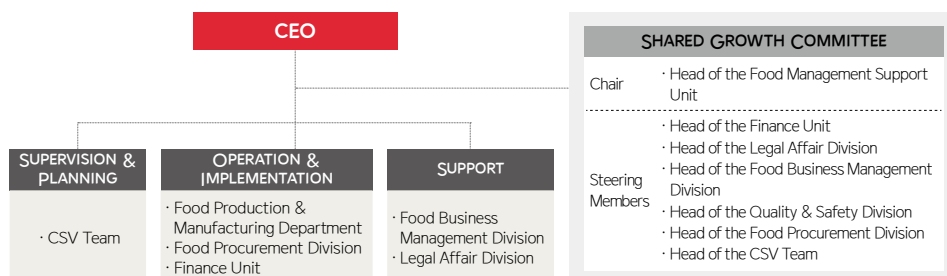 CEO
SUPERVISION &
PLANNING
· CSV Team
OPERATION &
IMPLEMENTATION
· Food Production &
Manufacturing Department
· Food Procurement Division
· Finance Unit
SUPPORT
· Food Business
Management Division
· Legal Affair Division
SHARED GROWTH COMMITTEE
Chair
· Head of the Food Management Support
Unit
Steering
Members
· Head of the Finance Unit
· Head of the Legal Affair Division
· Head of the Food Business Management
Division
· Head of the Quality & Safety Division
· Head of the Food Procurement Division
· Head of the CSV Team